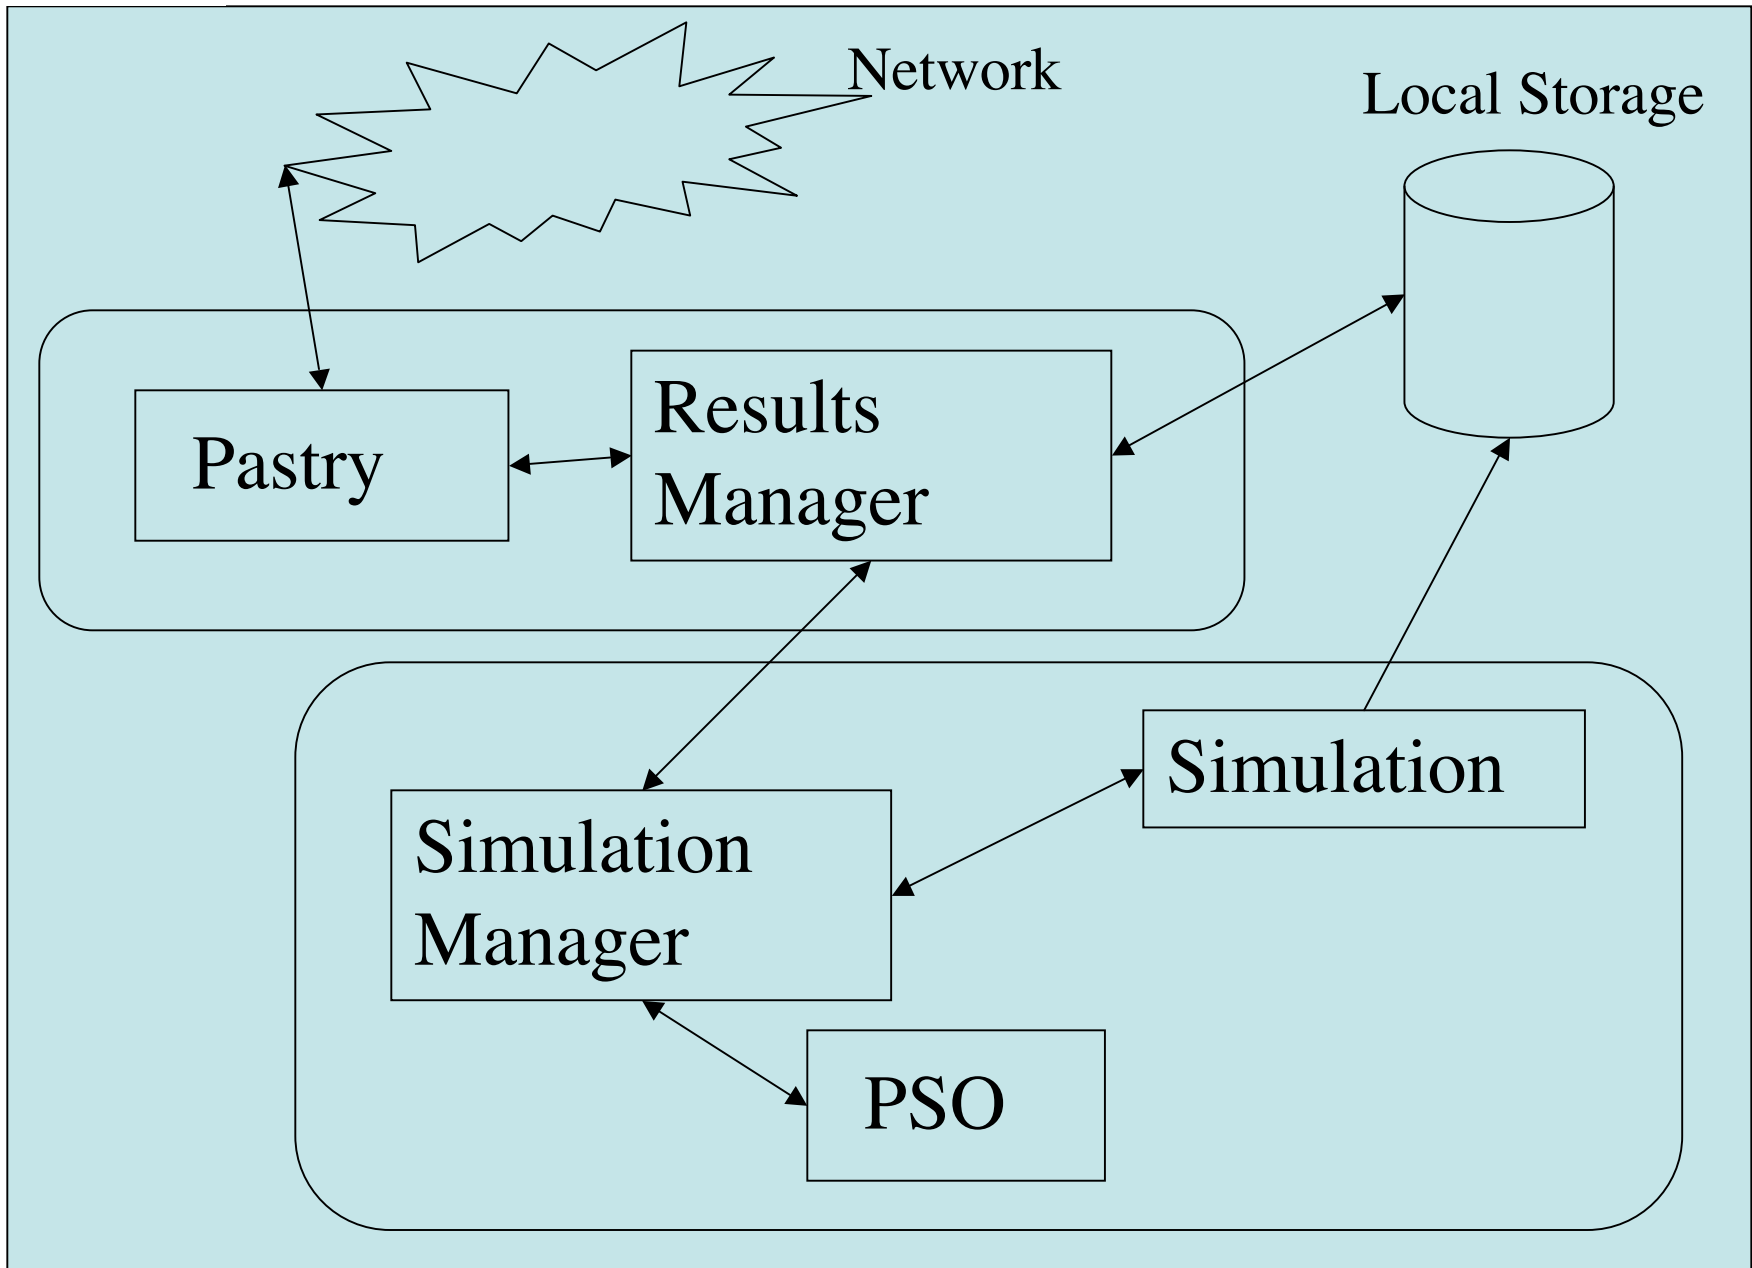 Network
Local Storage
Pastry
Results
Manager
Simulation
Simulation
Manager
PSO